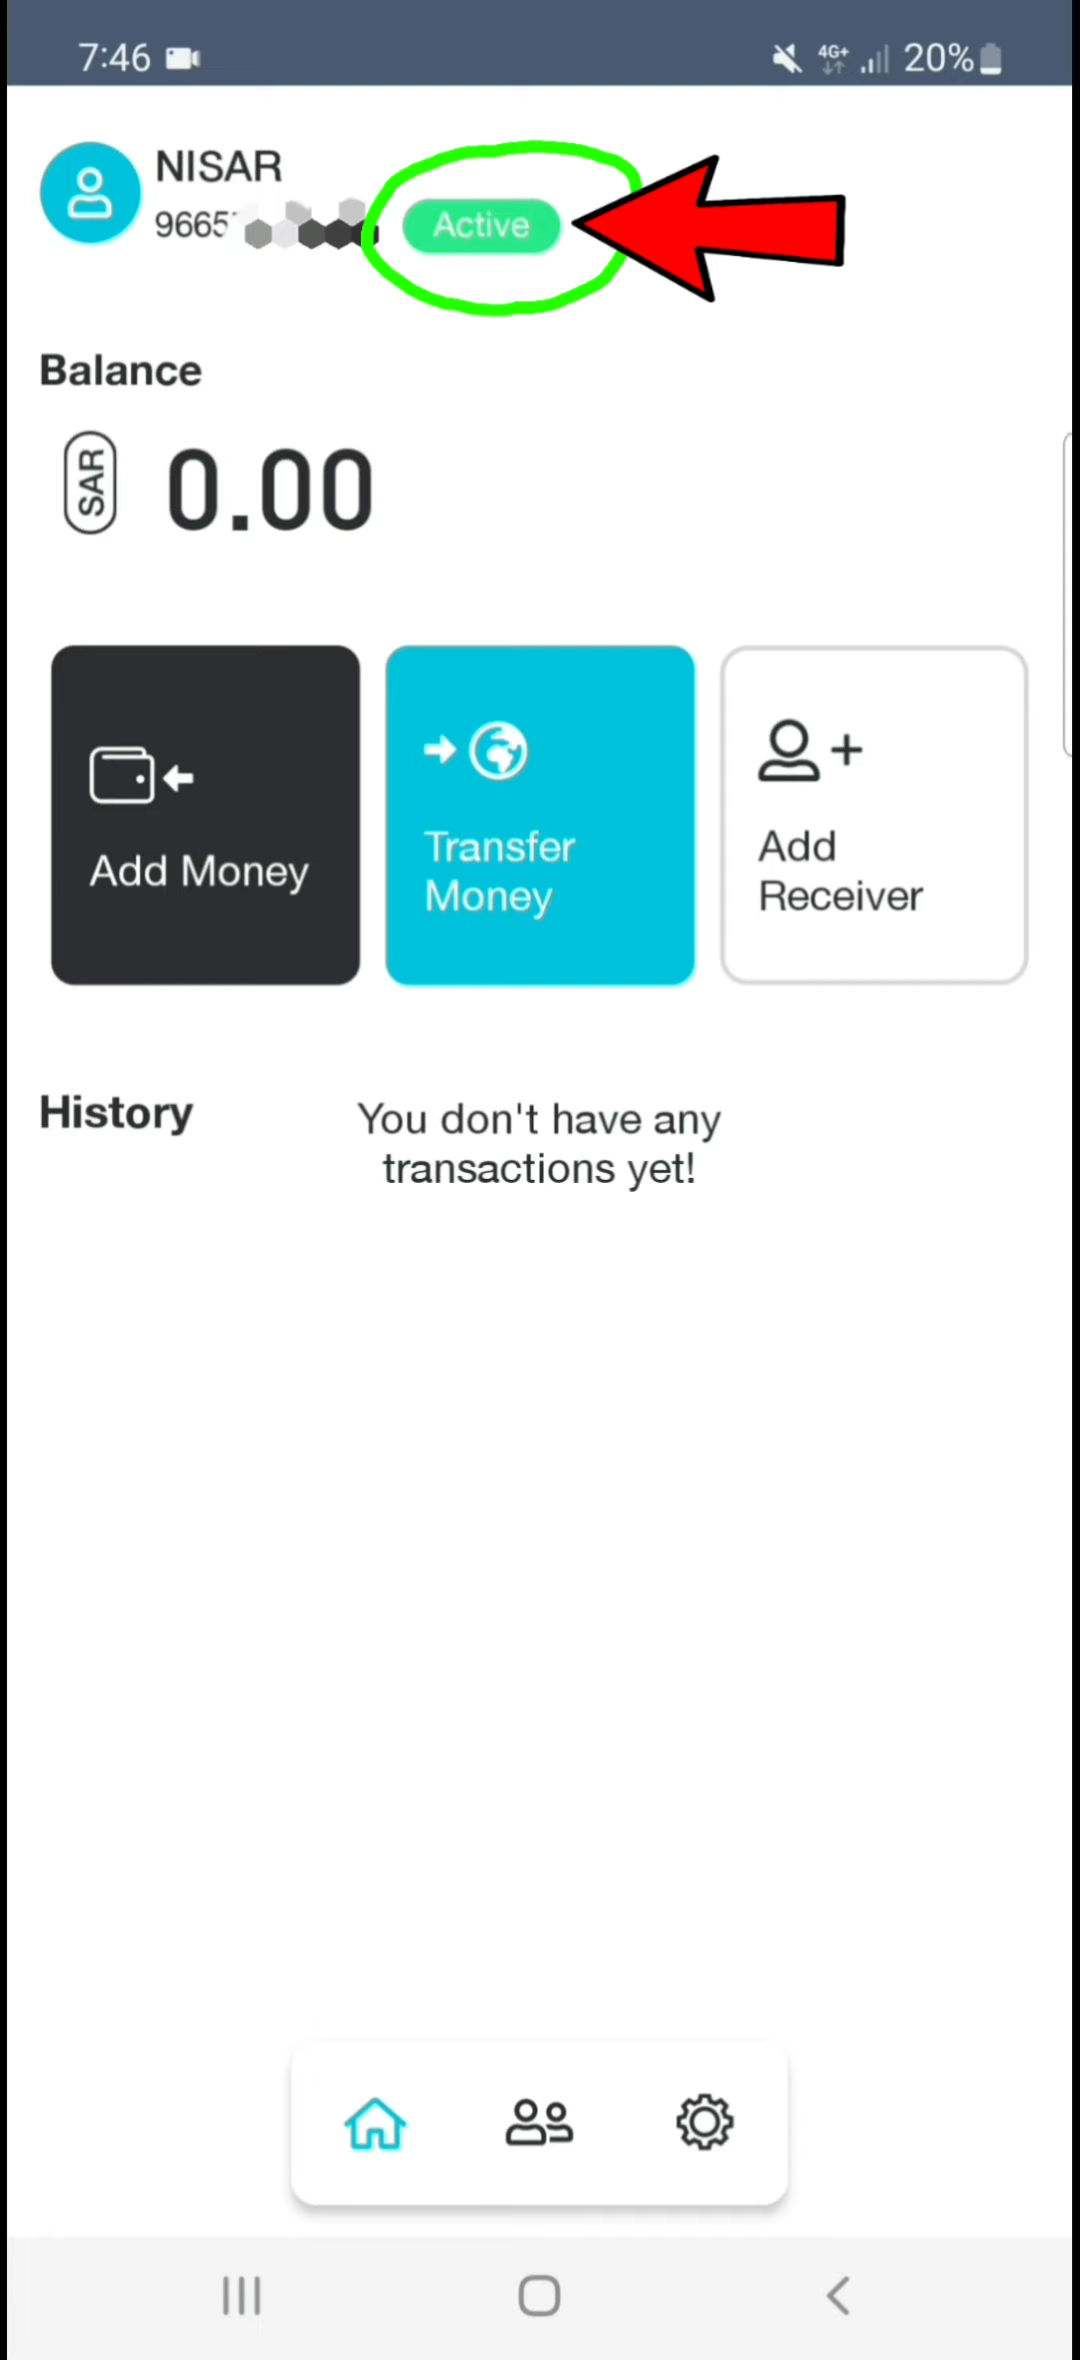 7:46
4G+
20%
NISAR
9665
Active
Balance
SAR
0.00
Add Money
Transfer
Money
Add
Receiver
History
You don't have any
transactions yet!